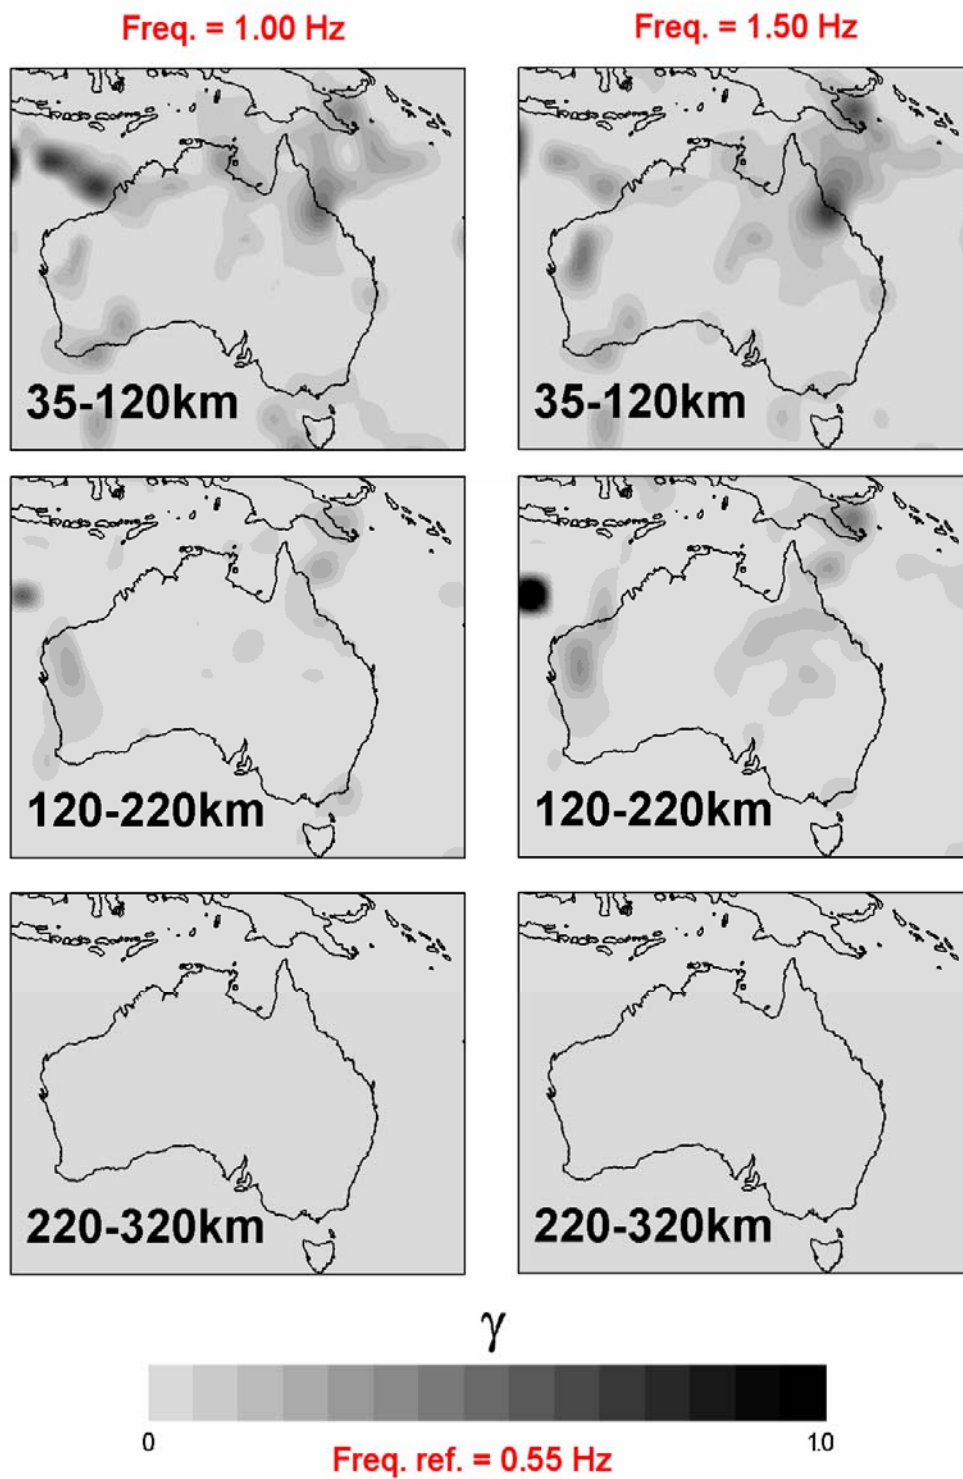 Freq. = 1.00 Hz
Freq. = 1.50 Hz
35-120km
35-120km
120-220km
120-220km
220-320km
220-320km
γ
0
1.0
Freq. ref. = 0.55 Hz